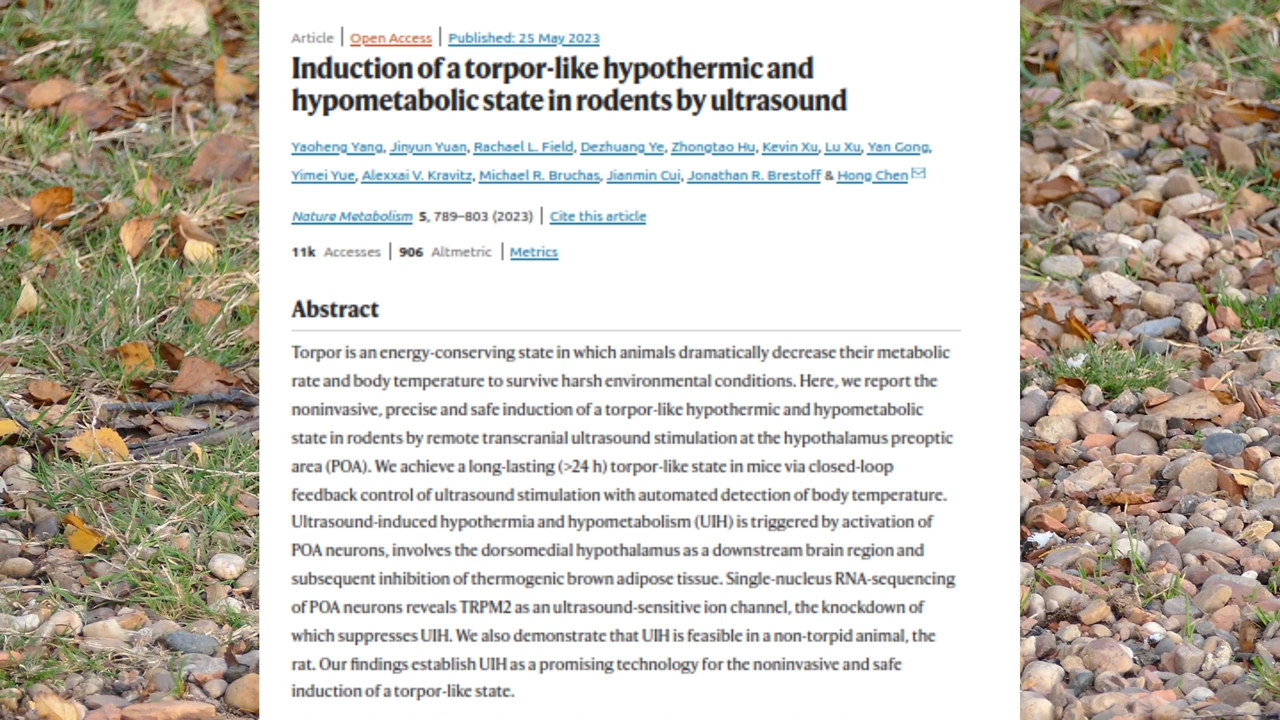 Article | Open Access | Published: 25 May 2023
Induction of a torpor-like hypothermic and
hypometabolic state in rodents by ultrasound
Yaoheng Yang, Jinyun Yuan, Rachael L. Field, Dezhuang Ye, Zhongtao Hu, Kevin Xu, Lu Xu, Yan Gong,
Yimei Yue, Alexxai V. Kravitz, Michael R. Bruchas, Jianmin Cui, Jonathan R. Brestoff & Hong Chen
Nature Metabolism 5, 789–803 (2023) | Cite this article
11k Accesses | 906 Altmetric | Metrics
Abstract
Torpor is an energy-conserving state in which animals dramatically decrease their metabolic
rate and body temperature to survive harsh environmental conditions. Here, we report the
noninvasive, precise and safe induction of a torpor-like hypothermic and hypometabolic
state in rodents by remote transcranial ultrasound stimulation at the hypothalamus preoptic
area (POA). We achieve a long-lasting (>24 h) torpor-like state in mice via closed-loop
feedback control of ultrasound stimulation with automated detection of body temperature.
Ultrasound-induced hypothermia and hypometabolism (UIH) is triggered by activation of
POA neurons, involves the dorsomedial hypothalamus as a downstream brain region and
subsequent inhibition of thermogenic brown adipose tissue. Single-nucleus RNA-sequencing
of POA neurons reveals TRPM2 as an ultrasound-sensitive ion channel, the knockdown of
which suppresses UIH. We also demonstrate that UIH is feasible in a non-torpid animal, the
rat. Our findings establish UIH as a promising technology for the noninvasive and safe
induction of a torpor-like state.